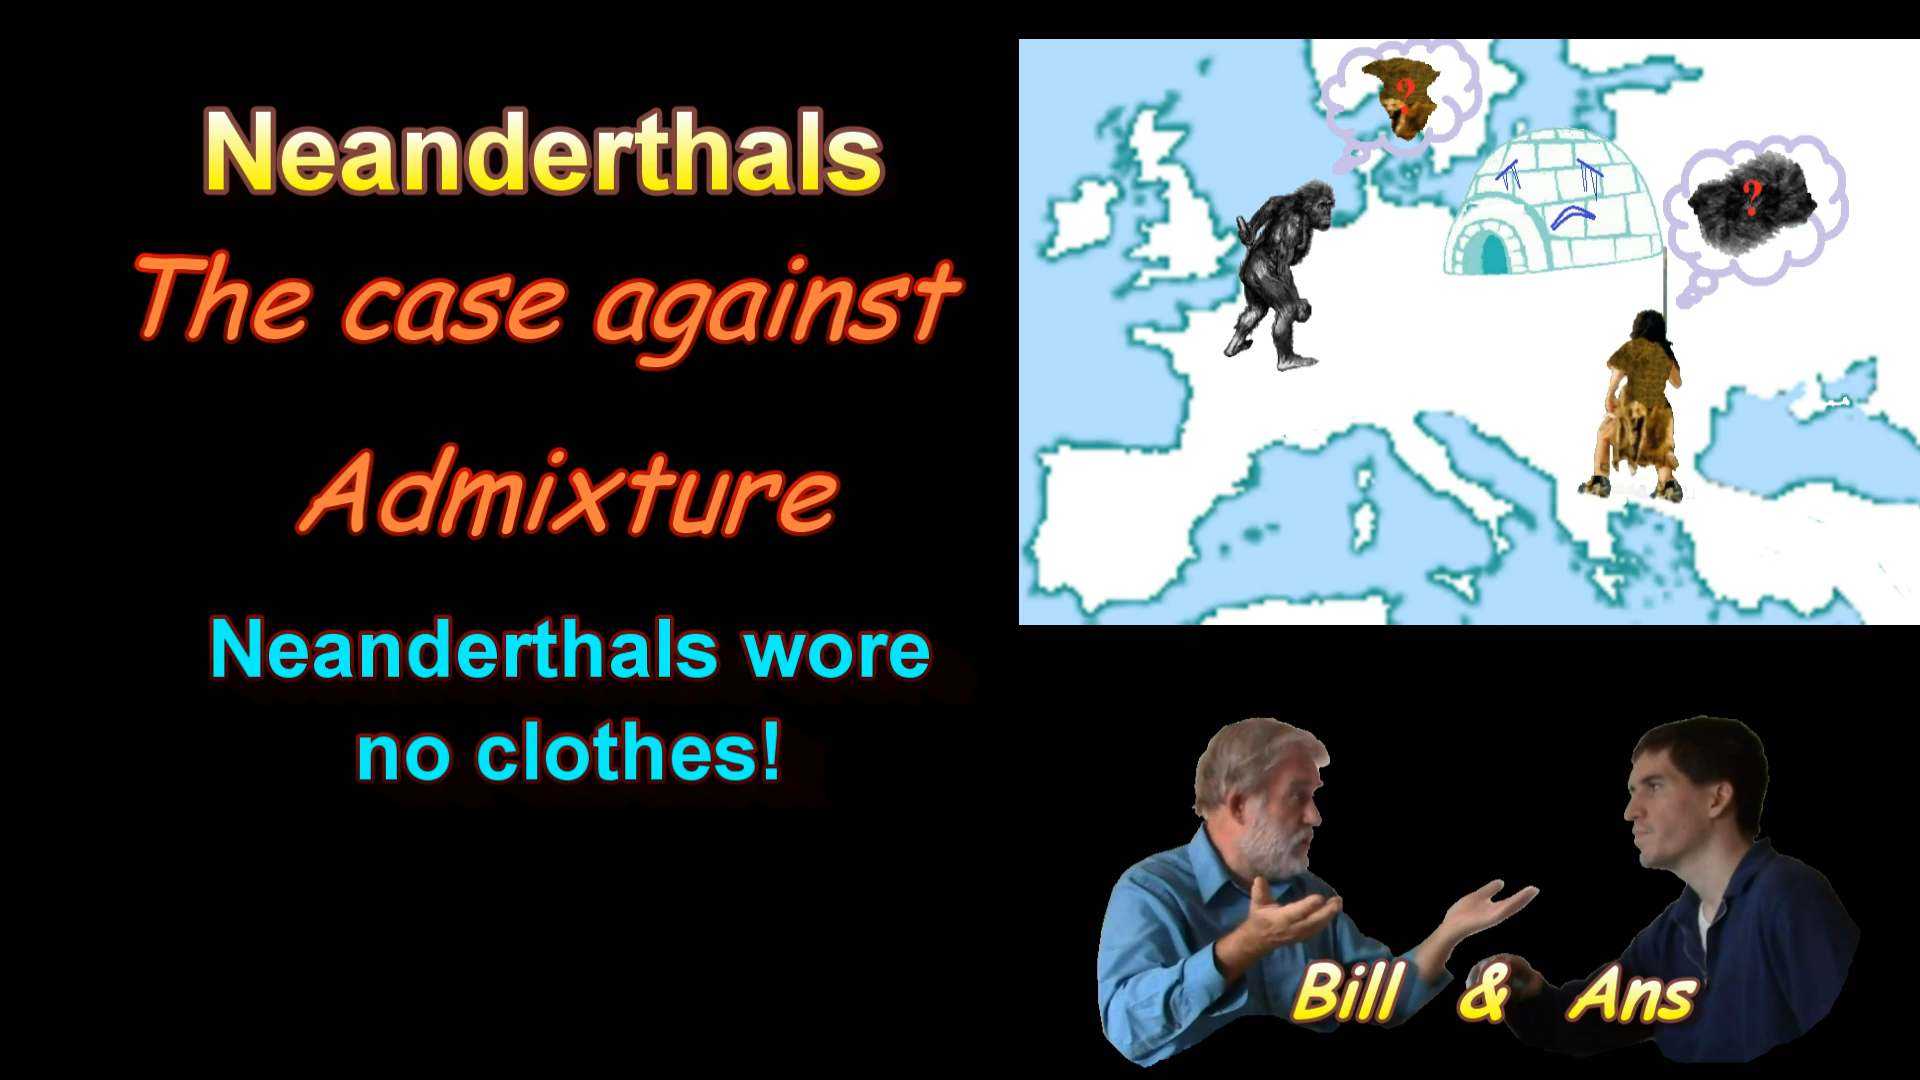 Neanderthals
The case against
Admixture
Neanderthals wore
no clothes!
?
?
Bill & Ans